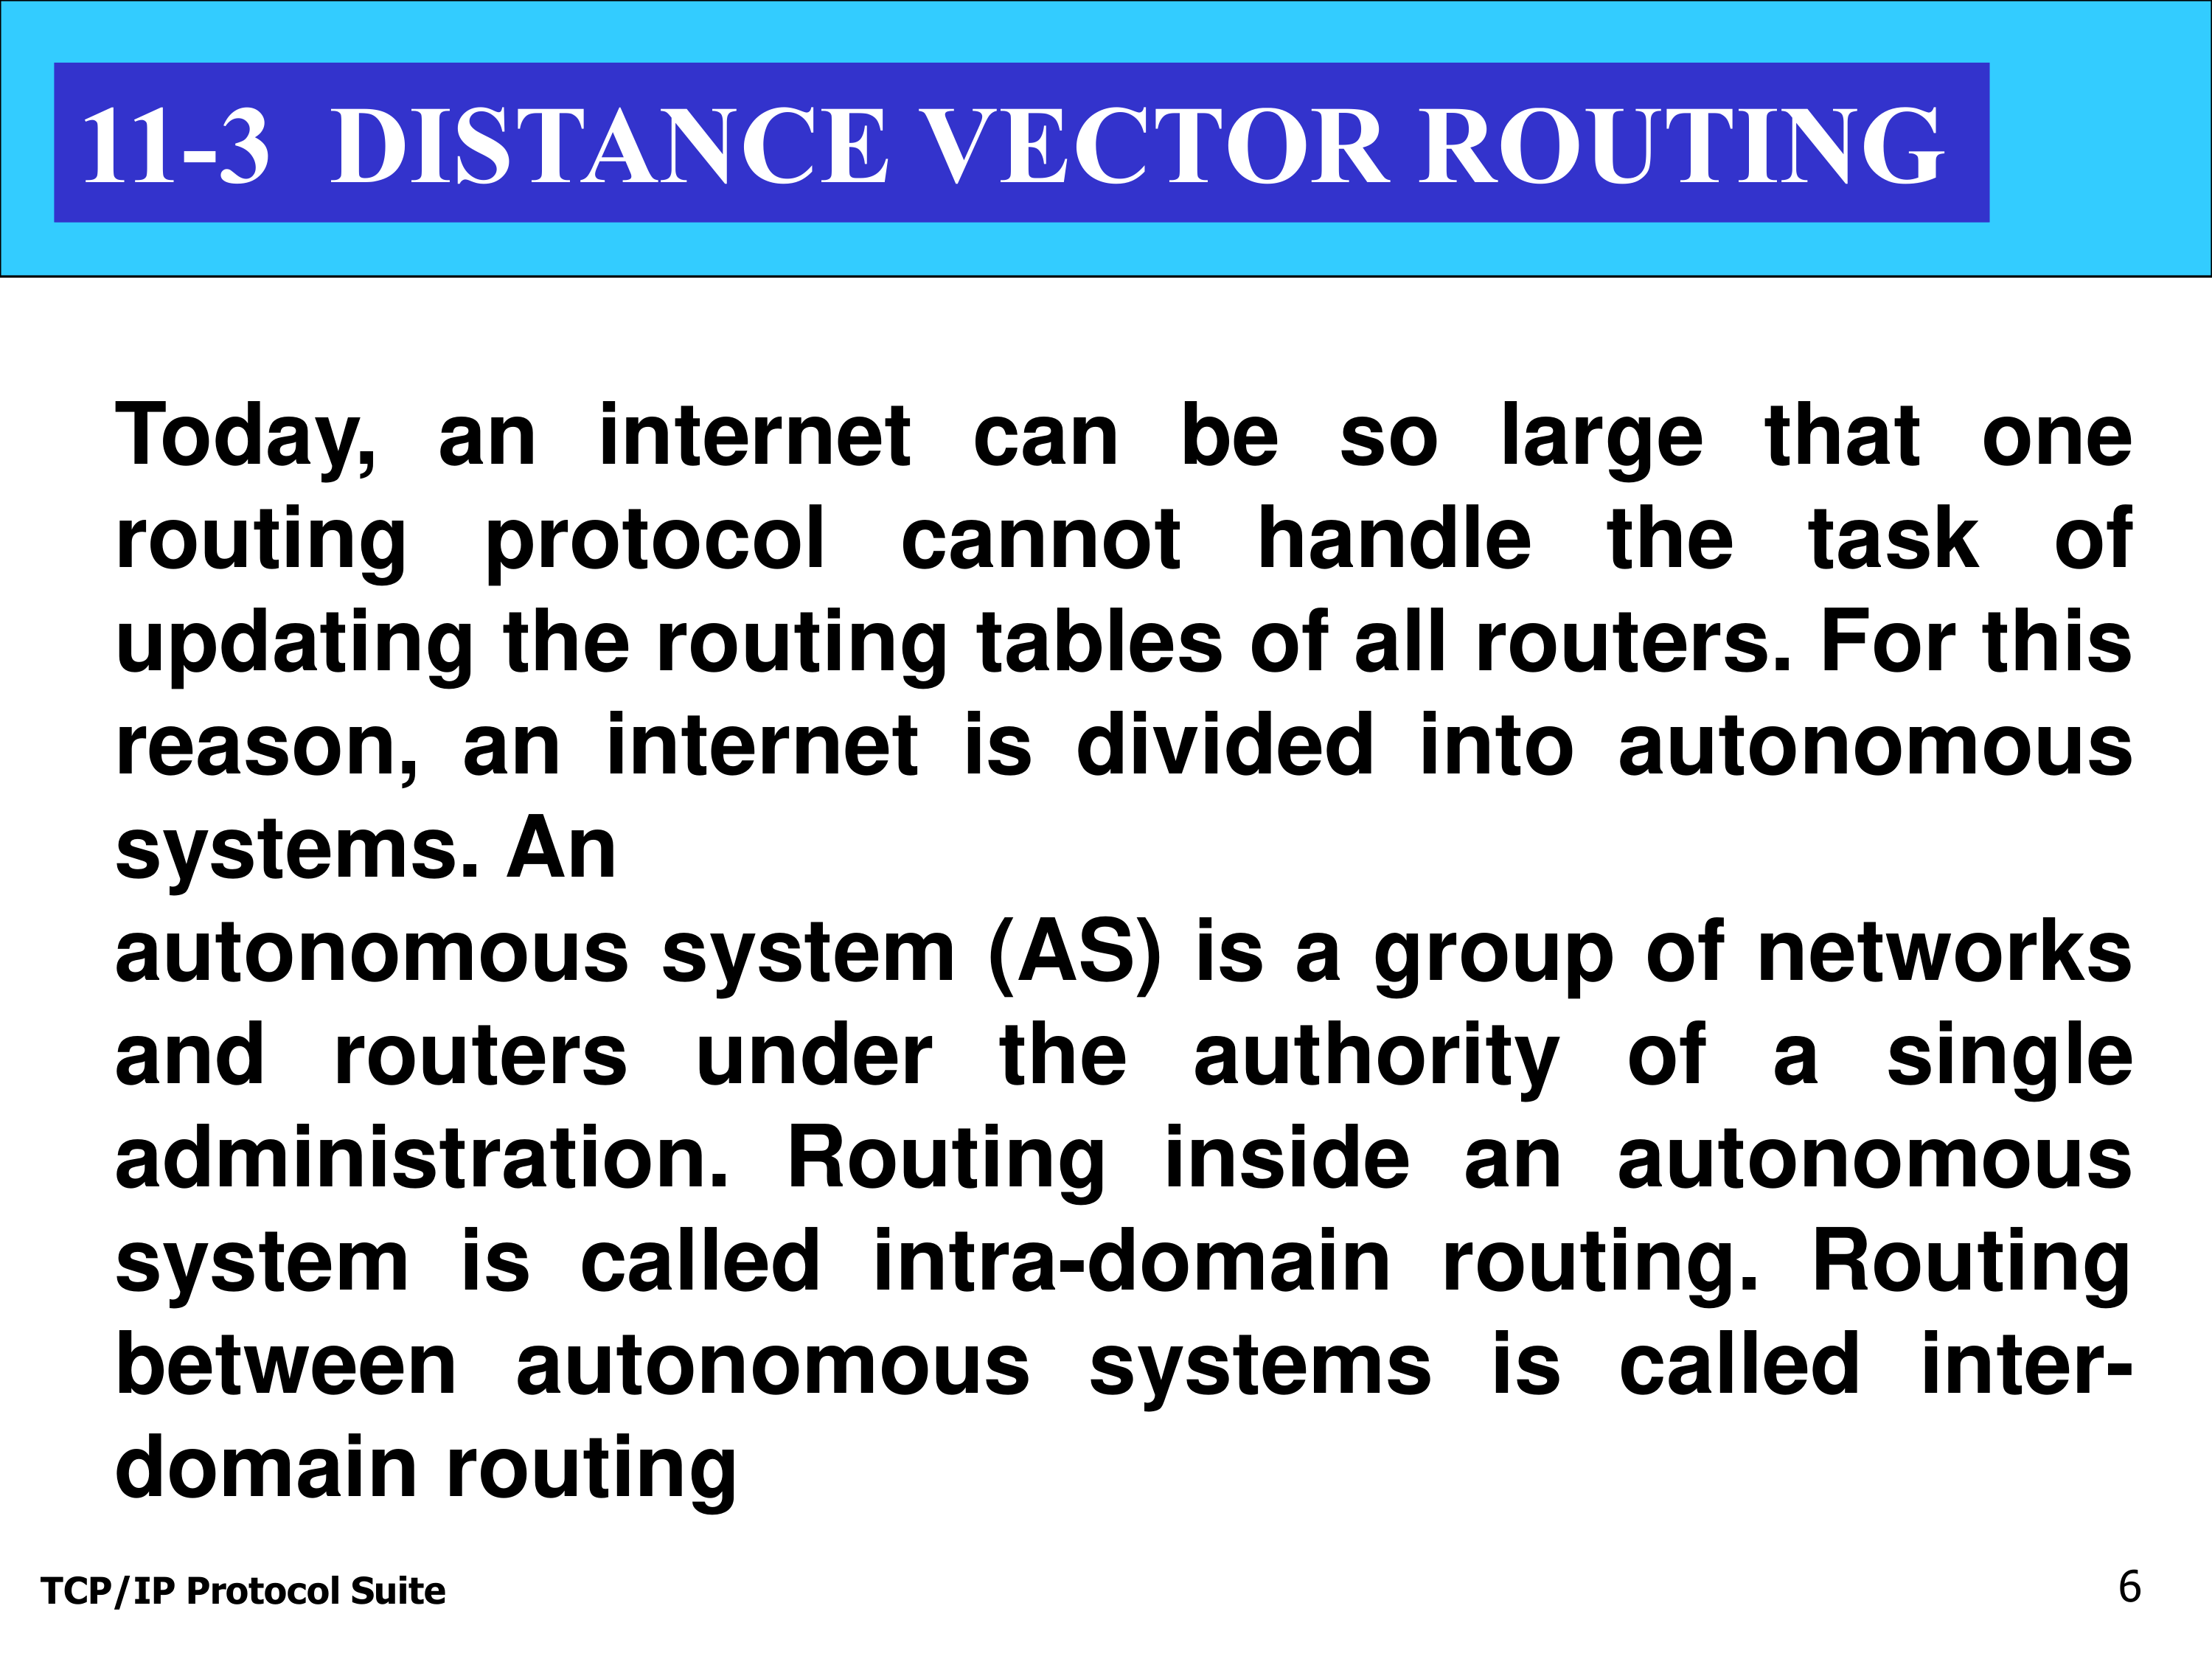 11-3 DISTANCE VECTOR ROUTING
Today, an internet can be so large that one
routing protocol cannot handle the task of
updating the routing tables of all routers. For this
reason, an internet is divided into autonomous
systems. An
autonomous system (AS) is a group of networks
and routers under the authority of a single
administration. Routing inside an autonomous
system is called intra-domain routing. Routing
between autonomous systems is called inter-
domain routing
TCP/IP Protocol Suite
6